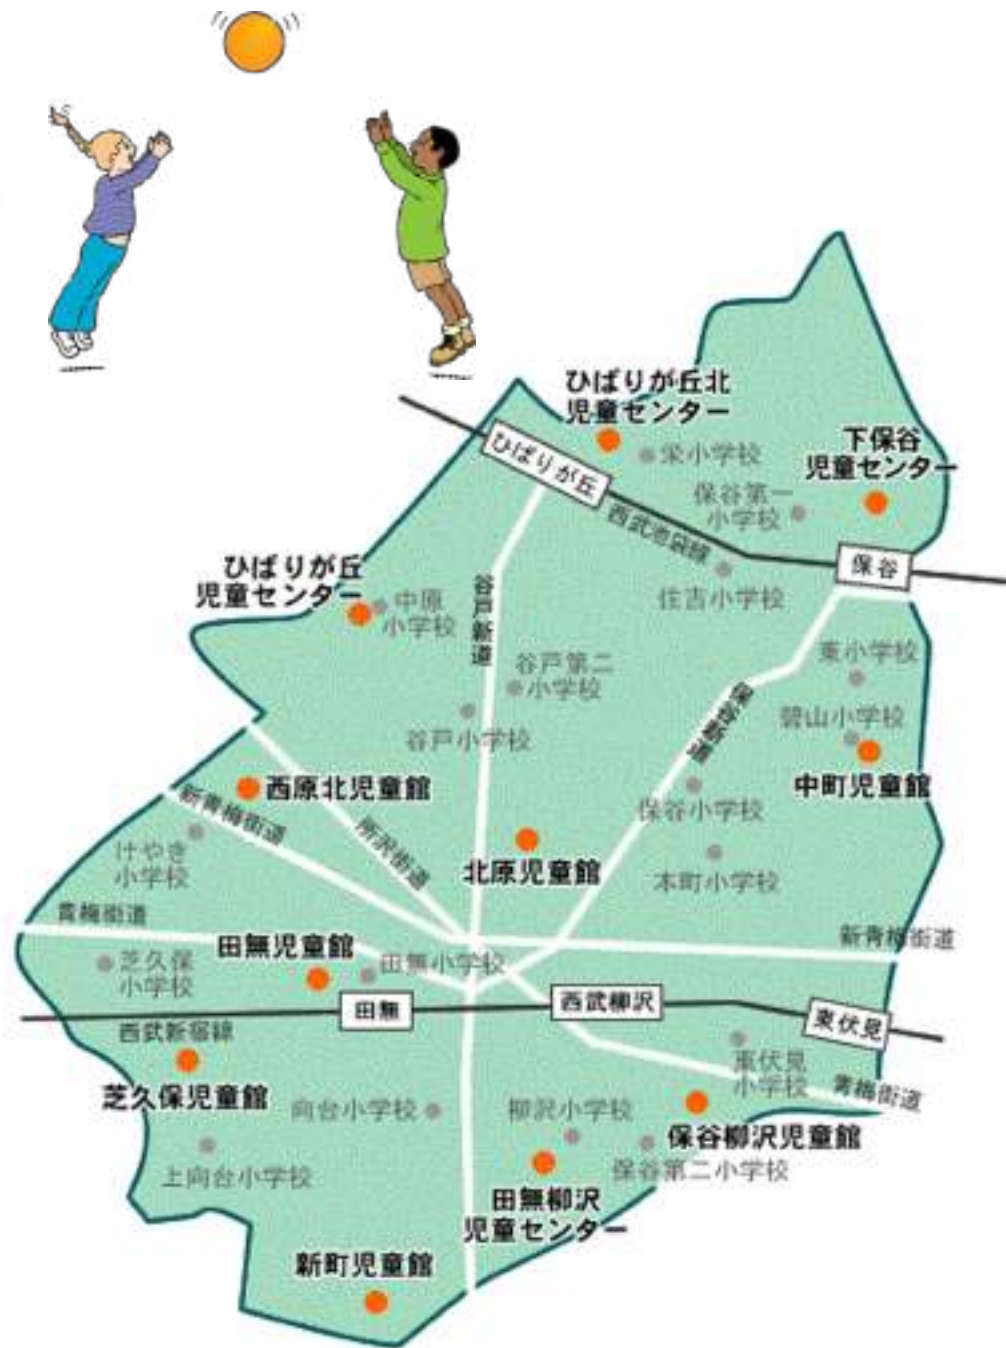 ひばりが丘北
児童センター
ひばりが丘
栄小学校
下保谷
児童センター
保谷第一
小学校
西武池袋線
保谷
ひばりが丘
児童センター
中原
小学校
谷戸新道
住吉小学校
谷戸第二
小学校
東小学校
保谷新道
碧山小学校
谷戸小学校
中町児童館
西原北児童館
新青梅街道
所沢街道
保谷小学校
けやき
小学校
北原児童館
本町小学校
青梅街道
新青梅街道
田無児童館
田無小学校
芝久保
小学校
田無
西武柳沢
東伏見
西武新宿線
東伏見
小学校
青梅街道
芝久保児童館
向台小学校
柳沢小学校
保谷柳沢児童館
上向台小学校
保谷第二小学校
田無柳沢
児童センター
新町児童館